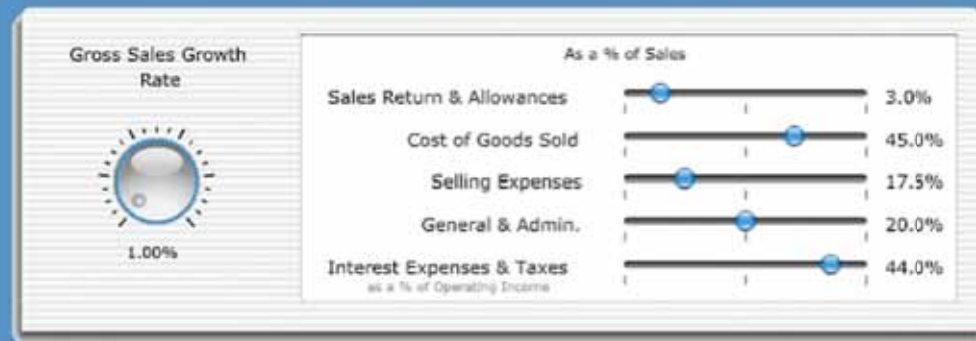 Gross Sales Growth
Rate
1.00%
As a % of Sales
Sales Return & Allowances 3.0%
Cost of Goods Sold 45.0%
Selling Expenses 17.5%
General & Admin. 20.0%
Interest Expenses & Taxes 44.0%
as a % of Operating Income